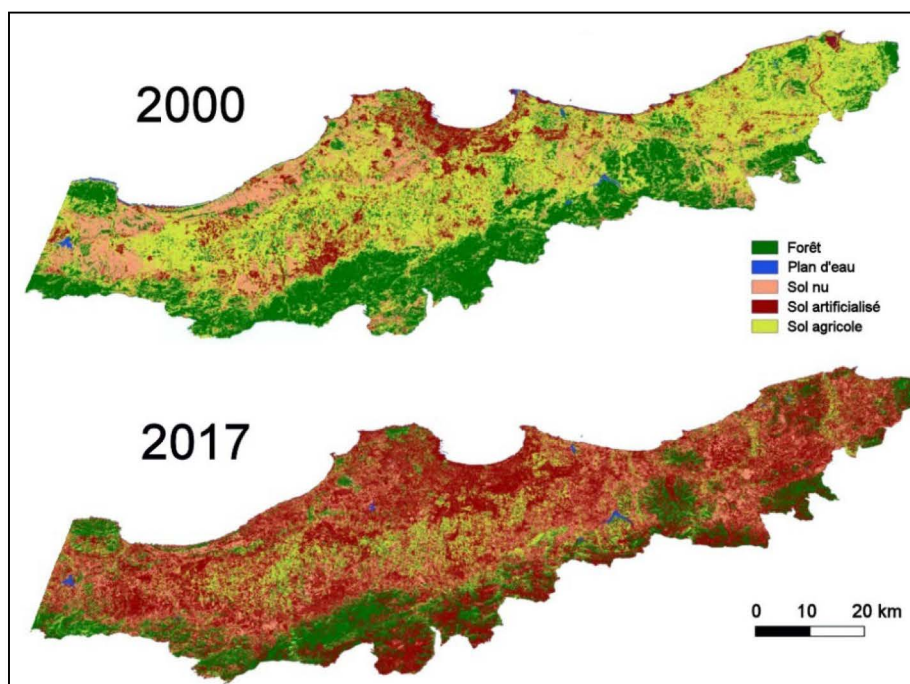 2000
Forêt
Plan d'eau
Sol nu
Sol artificialisé
Sol agricole
2017
0 10 20 km